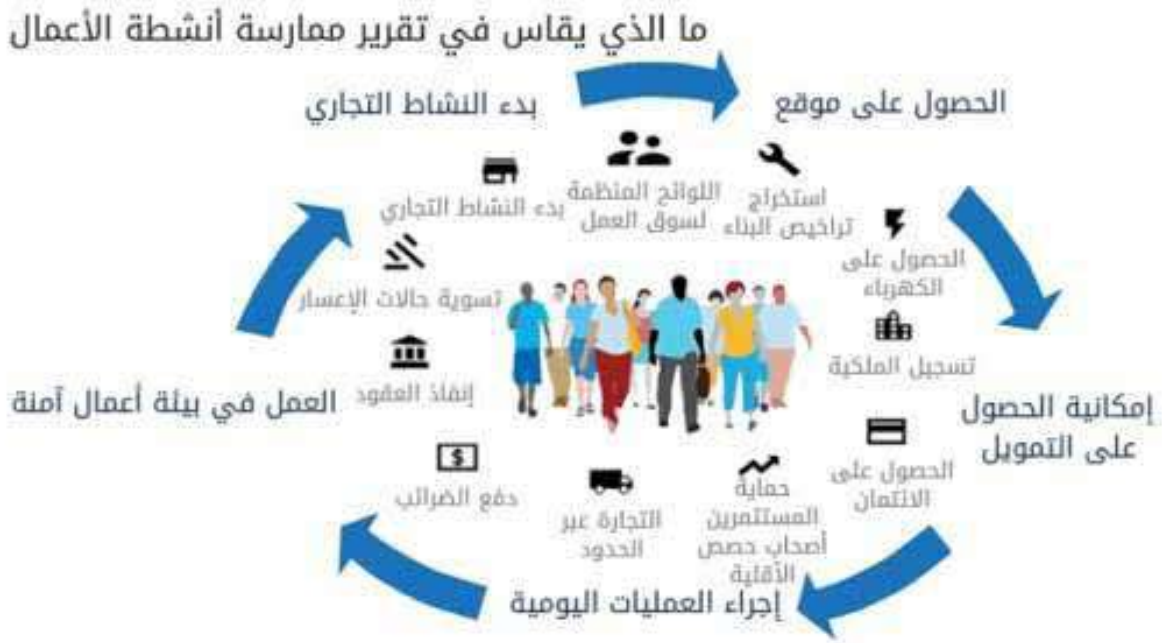 ما الذي يقاس في تقرير ممارسة أنشطة الأعمال
بدء النشاط التجاري
الحصول على موقع
إمكانية الحصول
على التمويل
إجراء العمليات اليومية
العمل في بيئة أعمال آمنة
بدء النشاط التجاري
اللوائح المنظمة
لسوق العمل
استخراج
تراخيص البناء
الحصول على
الكهرباء
تسجيل الملكية
الحصول على
الائتمان
حماية
المستثمرين
أصحاب حصص
الأقلية
التجارة عبر
الحدود
دفع الضرائب
$
إنفاذ العقود
تسوية حالات الإعسار